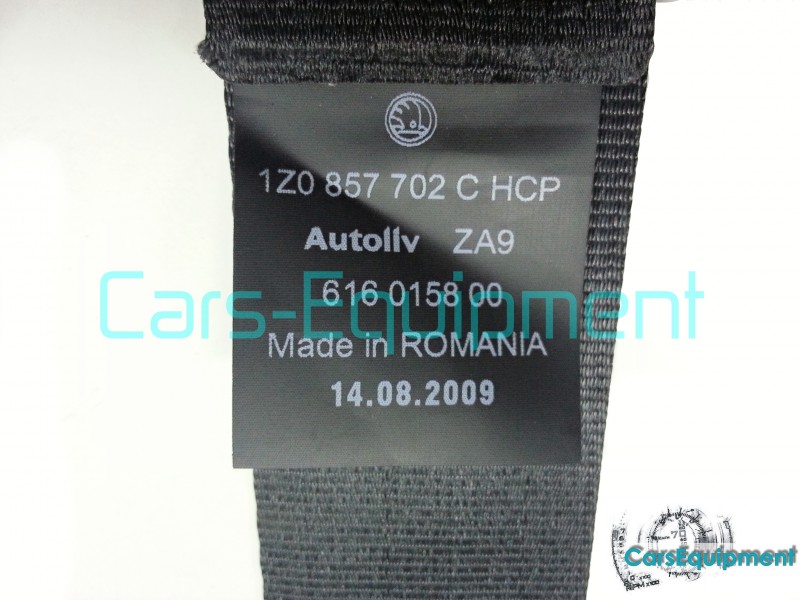 1Z0 857 702 C HCP
Autoliv ZA9
616 0158 00
Cars-Equipment
Made in ROMANIA
14.08.2009
CarsEquipment